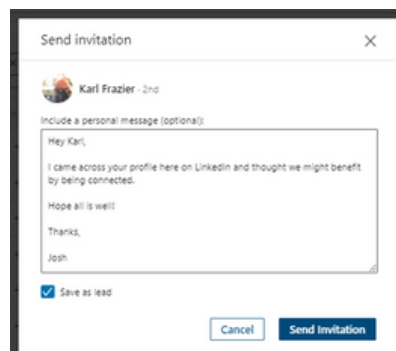 Send invitation
Karl Frazier · 2nd
Include a personal message (optional):
Hey Karl,
I came across your profile here on LinkedIn and thought we might benefit
by being connected.
Hope all is well!
Thanks,
Josh
Save as lead
Cancel Send Invitation